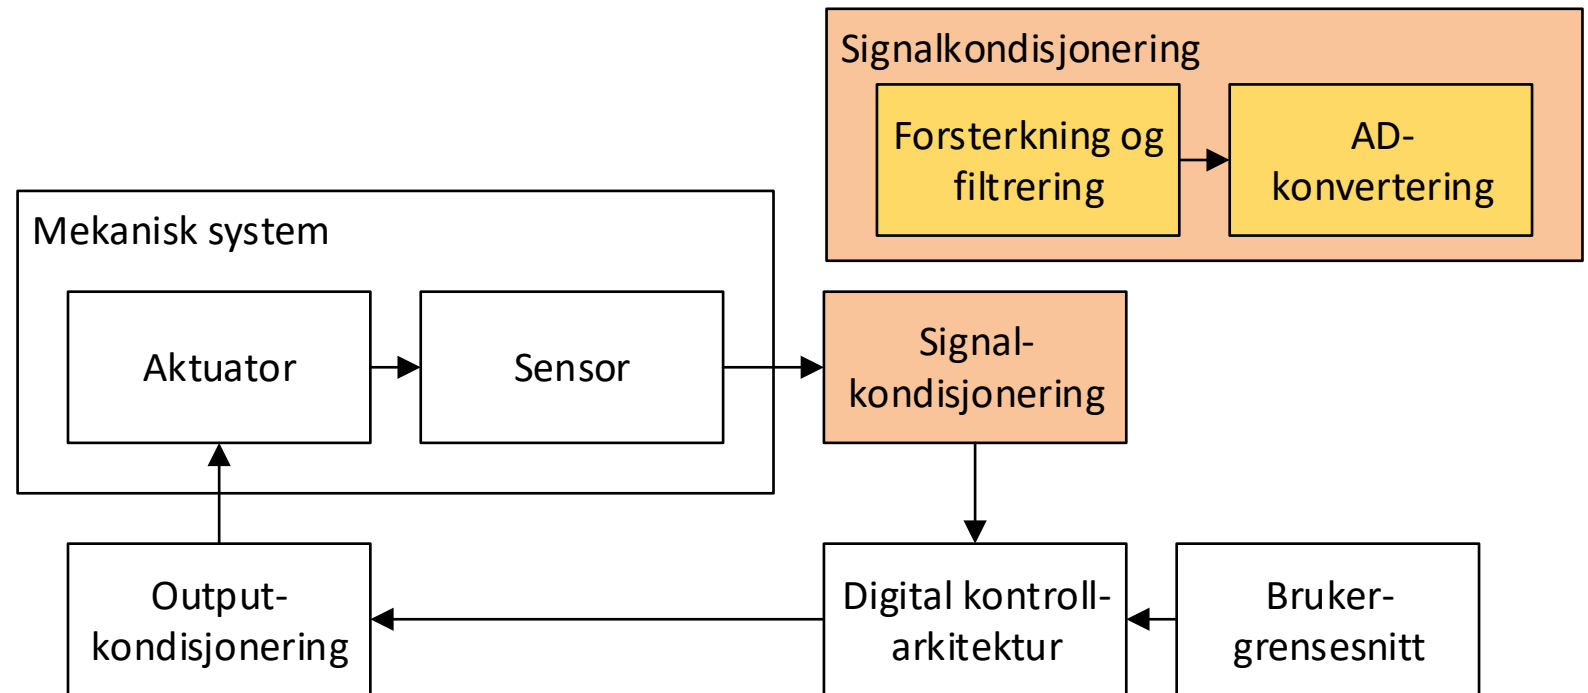 Signalkondisjonering
Forsterkning og
filtrering
AD-
konvertering
Mekanisk system
Aktuator
Sensor
Signal-
kondisjonering
Output-
kondisjonering
Digital kontroll-
arkitektur
Bruker-
grensesnitt